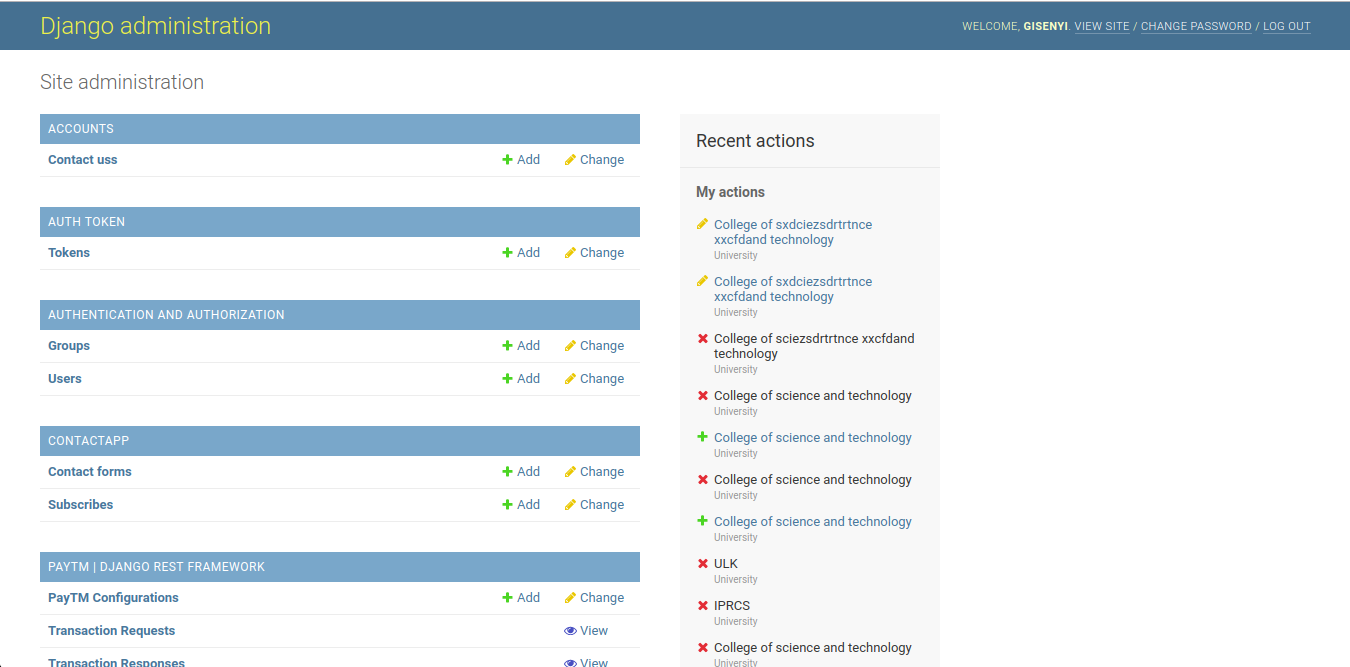 Django administration
WELCOME, GISENYI. VIEW SITE / CHANGE PASSWORD / LOG OUT
Site administration
ACCOUNTS
Contact uss Add Change
AUTH TOKEN
Tokens Add Change
AUTHENTICATION AND AUTHORIZATION
Groups Add Change
Users Add Change
CONTACTAPP
Contact forms Add Change
Subscribes Add Change
PAYTM | DJANGO REST FRAMEWORK
PayTM Configurations Add Change
Transaction Requests View
Transaction Responses View
Recent actions
My actions
College of sxdciezsdrtrtnce
xxcfdand technology
University
College of sxdciezsdrtrtnce
xxcfdand technology
University
College of sciezsdrtrtnce xxcfdand
technology
University
College of science and technology
University
College of science and technology
University
College of science and technology
University
College of science and technology
University
ULK
University
IPRCS
University
College of science and technology
University